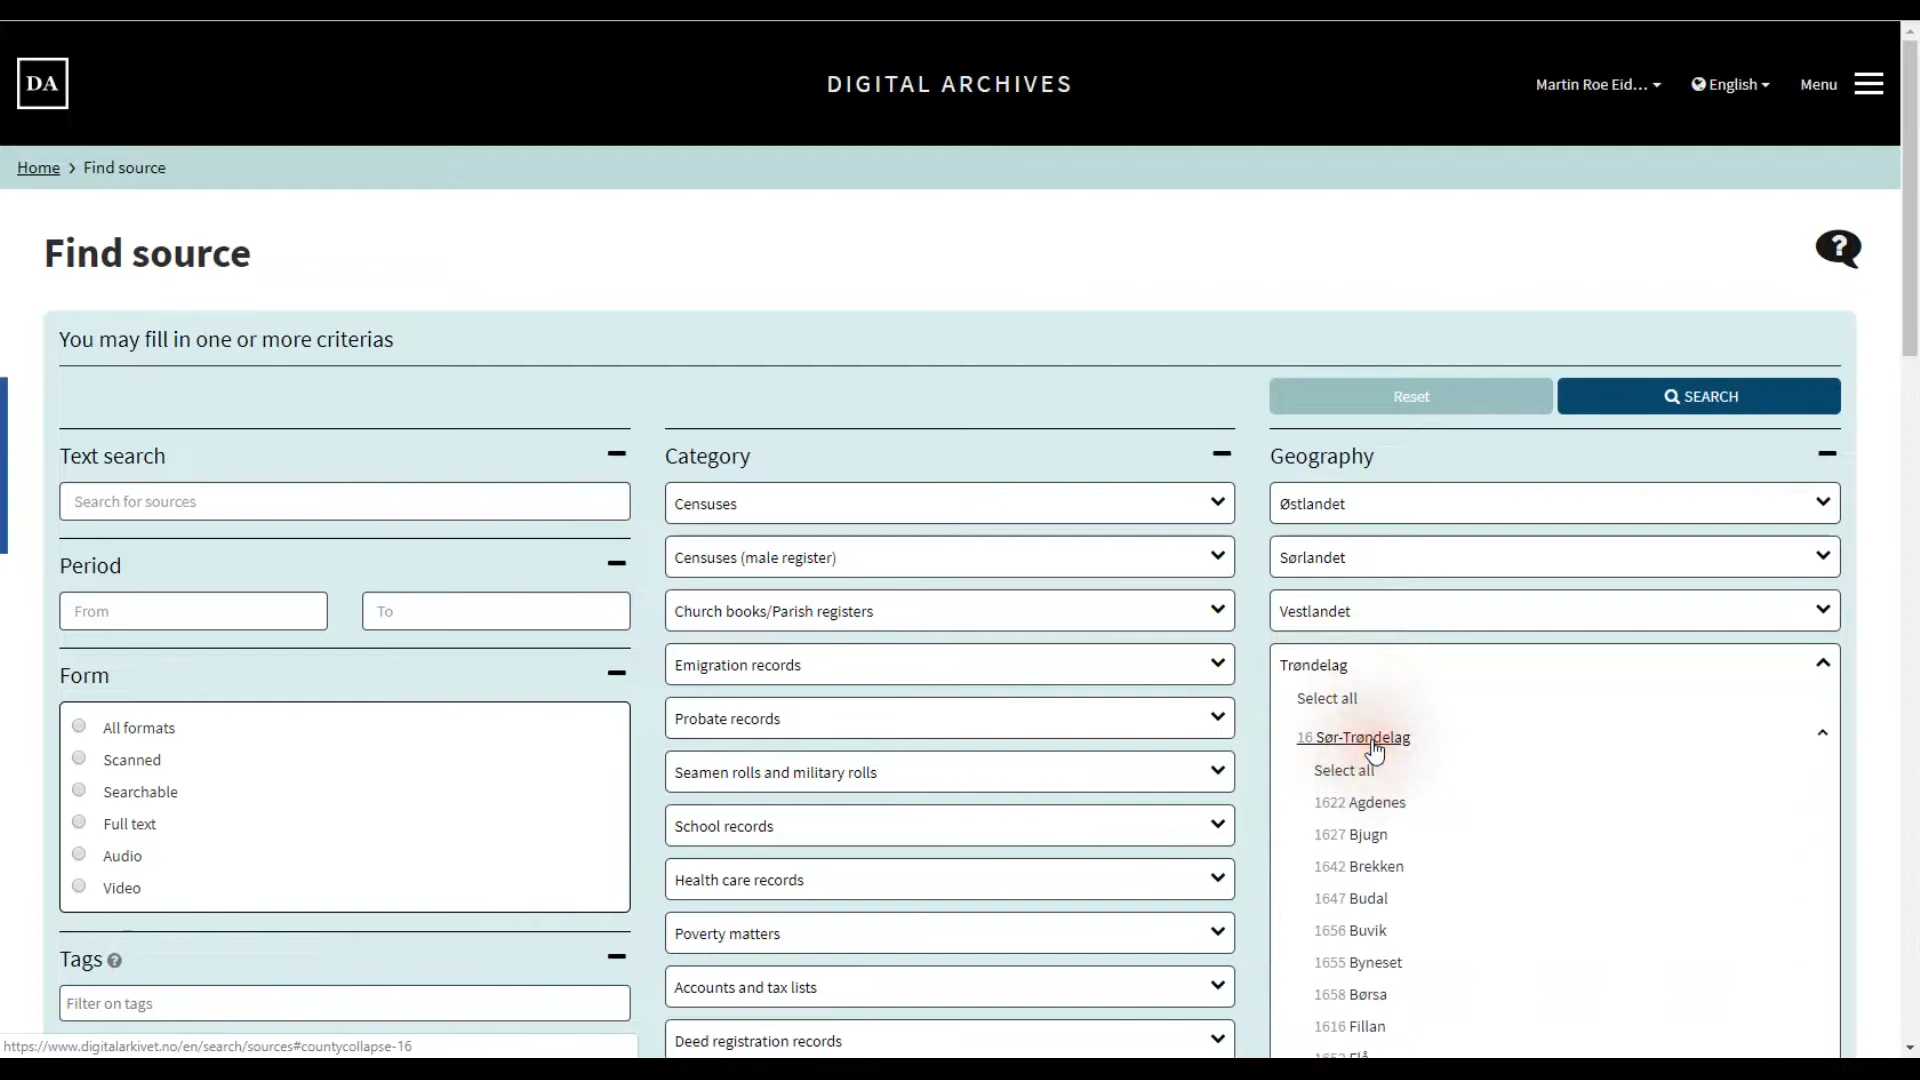 DA
DIGITAL ARCHIVES
Martin Roe Eid...
English
Menu
Home > Find source
Find source
?
You may fill in one or more criterias
Reset
SEARCH
Text search
Search for sources
Period
From
To
Form
All formats
Scanned
Searchable
Full text
Audio
Video
Tags ?
Filter on tags
Category
Censuses
Censuses (male register)
Church books/Parish registers
Emigration records
Probate records
Seamen rolls and military rolls
School records
Health care records
Poverty matters
Accounts and tax lists
Deed registration records
Geography
Østlandet
Sørlandet
Vestlandet
Trøndelag
Select all
16 Sør-Trøndelag
Select all
1622 Agdenes
1627 Bjugn
1642 Brekken
1647 Budal
1656 Buvik
1655 Byneset
1658 Børsa
1616 Fillan
https://www.digitalarkivet.no/en/search/sources#countycollapse-16